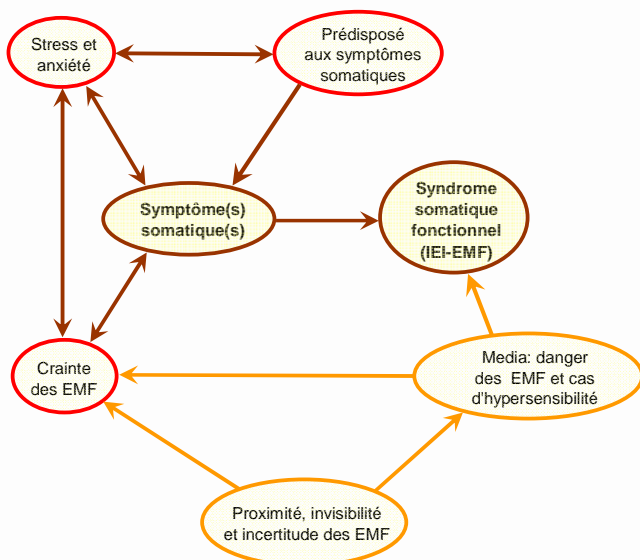 Stress et
anxiété
Prédisposé
aux symptômes
somatiques
Symptôme(s)
somatique(s)
Syndrome
somatique
fonctionnel
(IEI-EMF)
Crainte
des EMF
Media: danger
des EMF et cas
d'hypersensibilité
Proximité, invisibilité
et incertitude des EMF